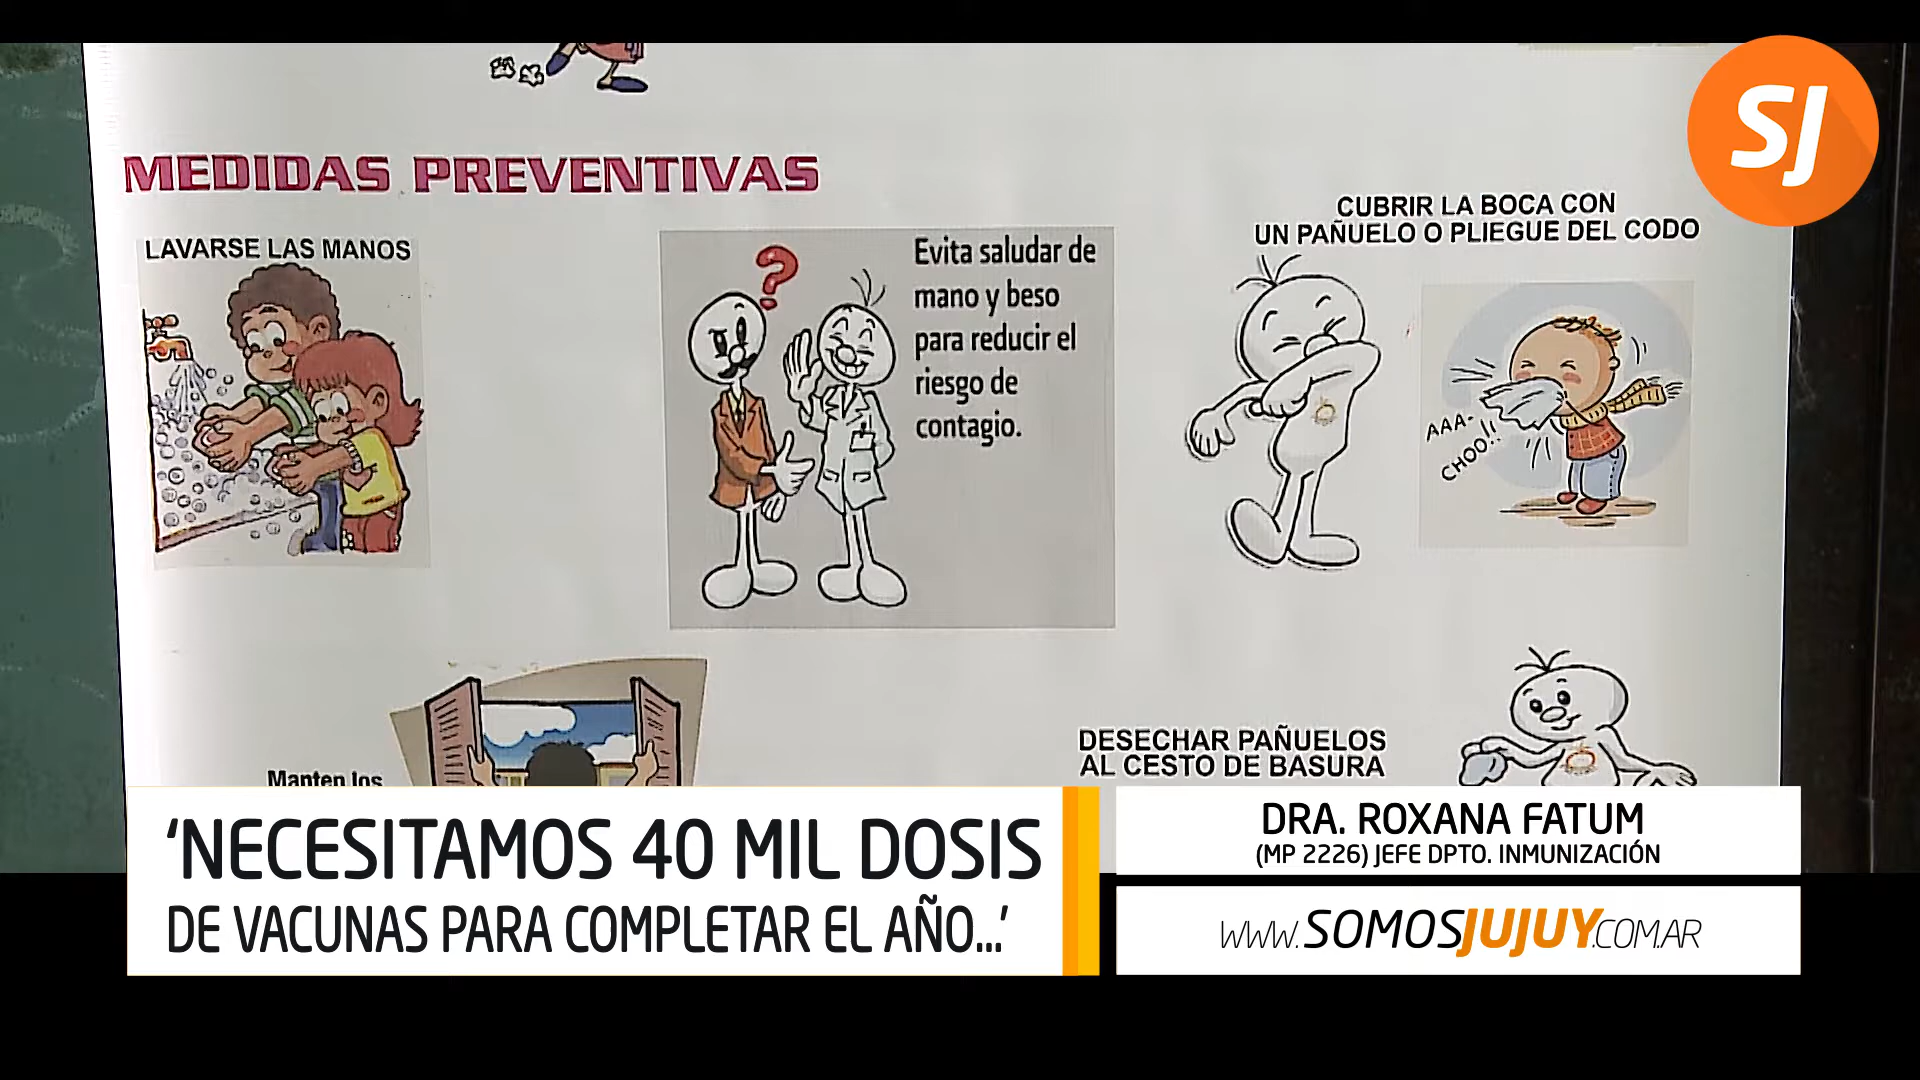 SJ
MEDIDAS PREVENTIVAS
LAVARSE LAS MANOS
Evita saludar de
mano y beso
para reducir el
riesgo de
contagio.
CUBRIR LA BOCA CON
UN PAÑUELO O PLIEGUE DEL CODO
AAA-
CHOO!!
Manten los
DESECHAR PAÑUELOS
AL CESTO DE BASURA
‘NECESITAMOS 40 MIL DOSIS
DE VACUNAS PARA COMPLETAR EL AÑO...’
DRA. ROXANA FATUM
(MP 2226) JEFE DPTO. INMUNIZACIÓN
WWW.SOMOSJUJUY.COM.AR